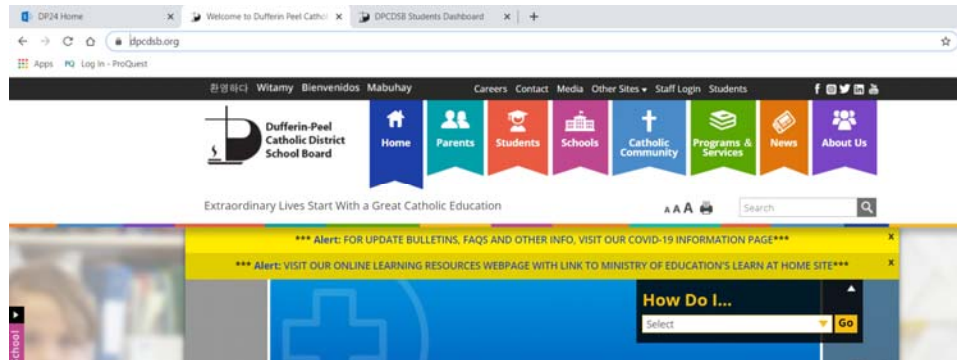 DP24 Home
Welcome to Dufferin Peel Cathol
DPCDSB Students Dashboard
dpcdsb.org
Apps
Log In - ProQuest
환영하다 Witamy Bienvenidos Mabuhay
Careers Contact Media Other Sites Staff Login Students
Dufferin-Peel
Catholic District
School Board
Home
Parents
Students
Schools
Catholic
Community
Programs &
Services
News
About Us
Extraordinary Lives Start With a Great Catholic Education
A A A
Search
*** Alert: FOR UPDATE BULLETINS, FAQS AND OTHER INFO, VISIT OUR COVID-19 INFORMATION PAGE***
x
*** Alert: VISIT OUR ONLINE LEARNING RESOURCES WEBPAGE WITH LINK TO MINISTRY OF EDUCATION'S LEARN AT HOME SITE***
x
How Do I...
Select
Go